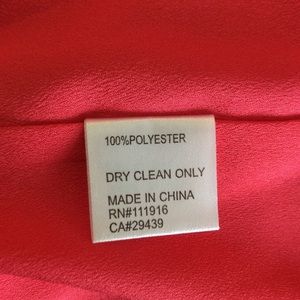 100%POLYESTER
DRY CLEAN ONLY
MADE IN CHINA
RN#111916
CA#29439